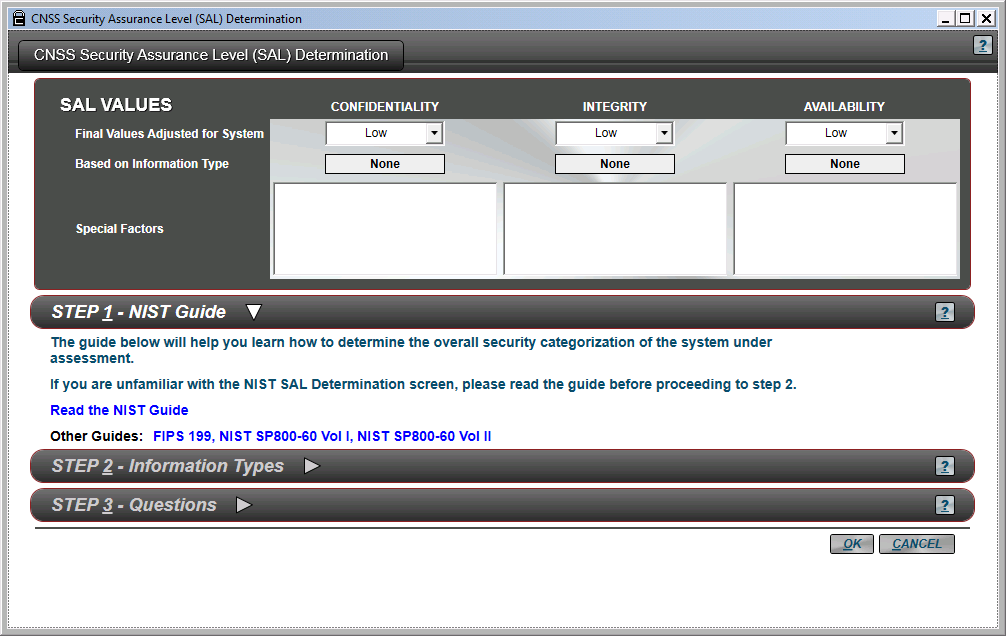 CNSS Security Assurance Level (SAL) Determination
CNSS Security Assurance Level (SAL) Determination
?
SAL VALUES
CONFIDENTIALITY INTEGRITY AVAILABILITY
Final Values Adjusted for System Low Low Low
Based on Information Type None None None
Special Factors
STEP 1 - NIST Guide ?
The guide below will help you learn how to determine the overall security categorization of the system under
assessment.
If you are unfamiliar with the NIST SAL Determination screen, please read the guide before proceeding to step 2.
Read the NIST Guide
Other Guides: FIPS 199, NIST SP800-60 Vol I, NIST SP800-60 Vol II
STEP 2 - Information Types ?
STEP 3 - Questions ?
OK CANCEL